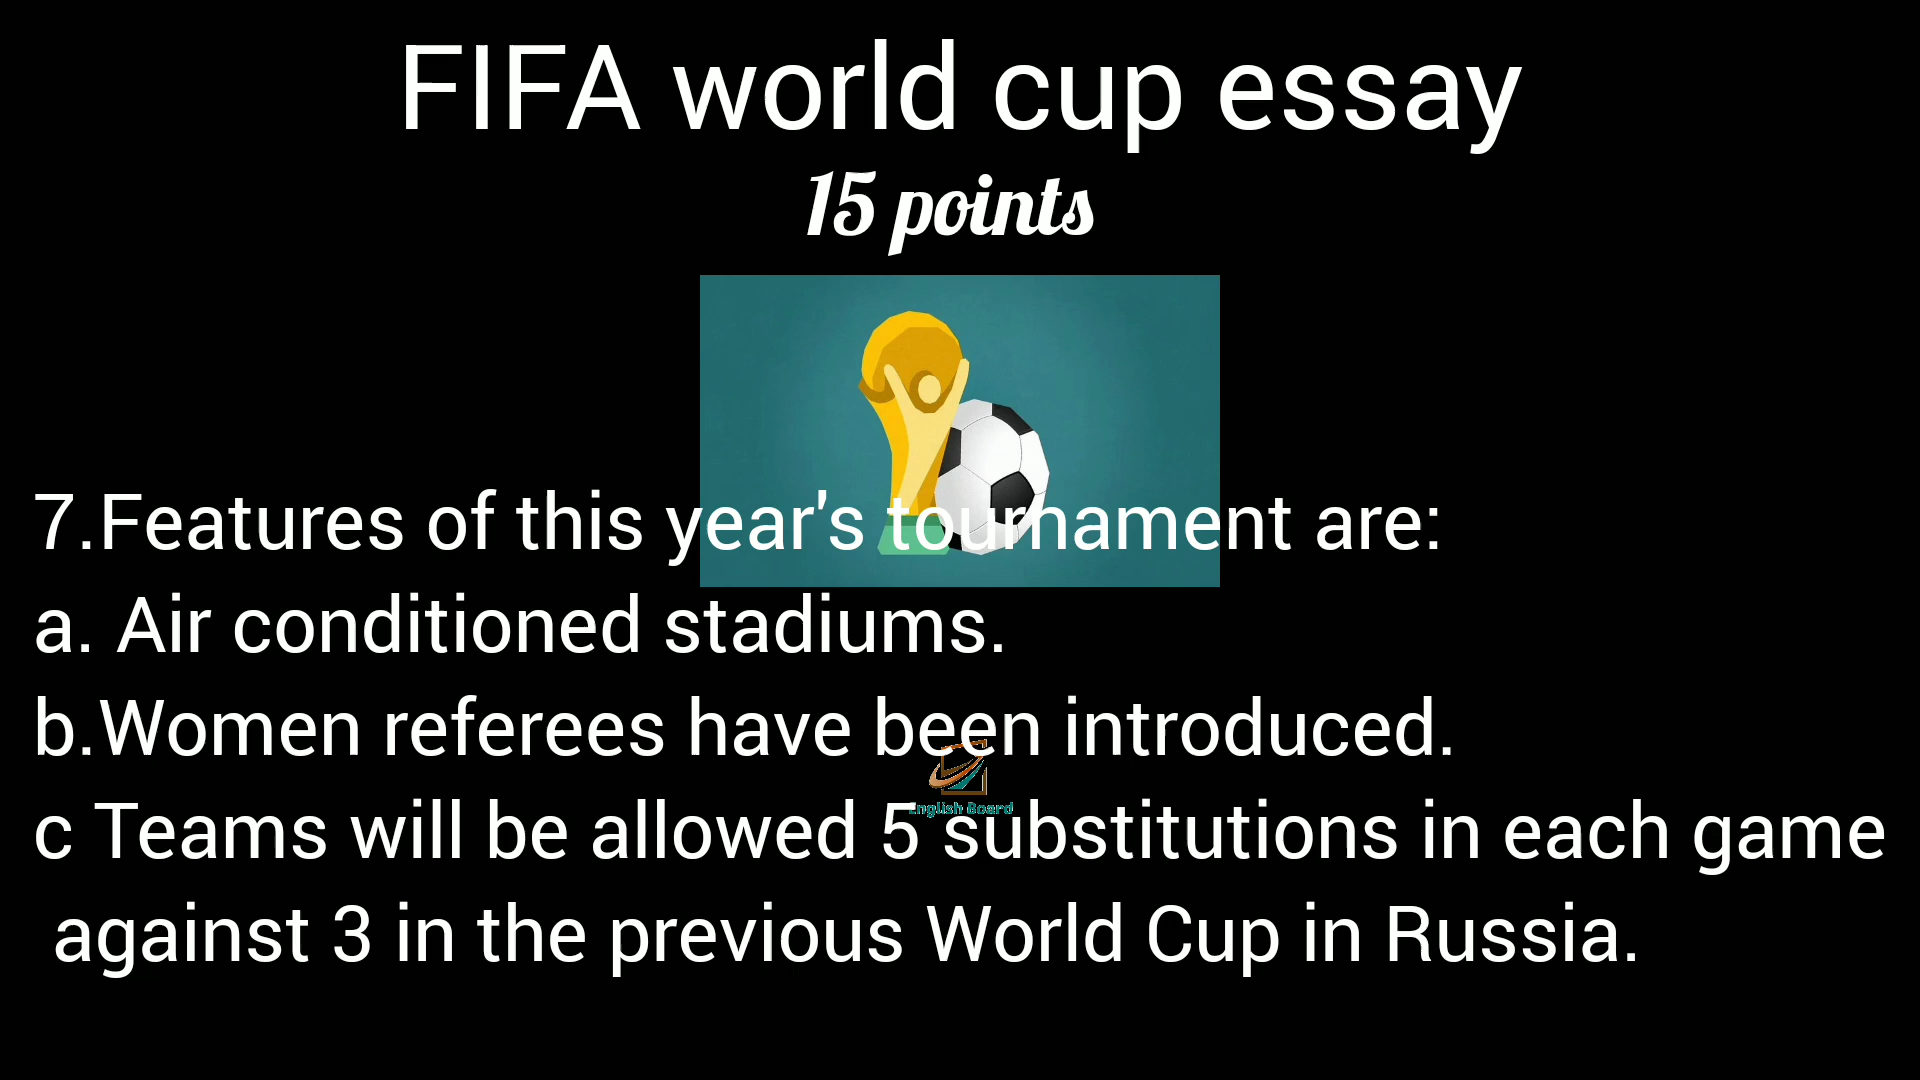 FIFA world cup essay
15 points
7.Features of this year's tournament are:
a. Air conditioned stadiums.
b.Women referees have been introduced.
English Board
c Teams will be allowed 5 substitutions in each game
against 3 in the previous World Cup in Russia.